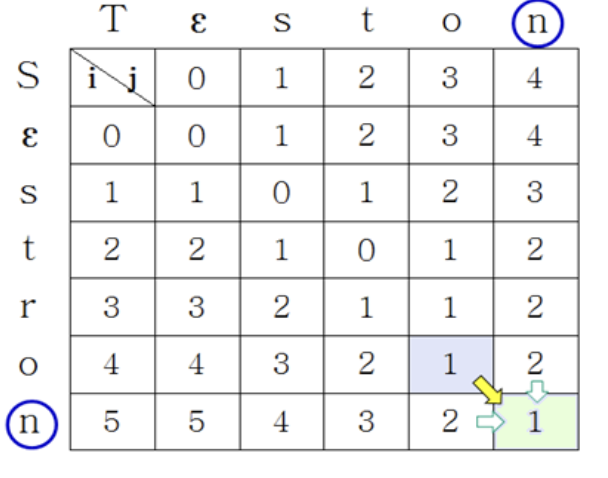 T ε s t o n
S i j 0 1 2 3 4
ε 0 0 1 2 3 4
s 1 1 0 1 2 3
t 2 2 1 0 1 2
r 3 3 2 1 1 2
o 4 4 3 2 1 2
n 5 5 4 3 2 1